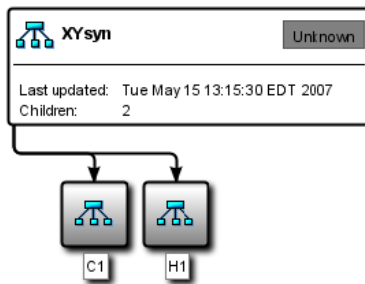 XYsyn
Unknown
Last updated: Tue May 15 13:15:30 EDT 2007
Children: 2
C1 H1